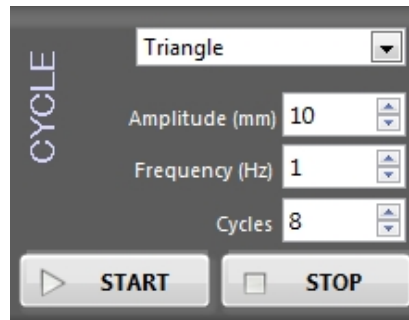 CYCLE
Triangle
Amplitude (mm) 10
Frequency (Hz) 1
Cycles 8
START STOP